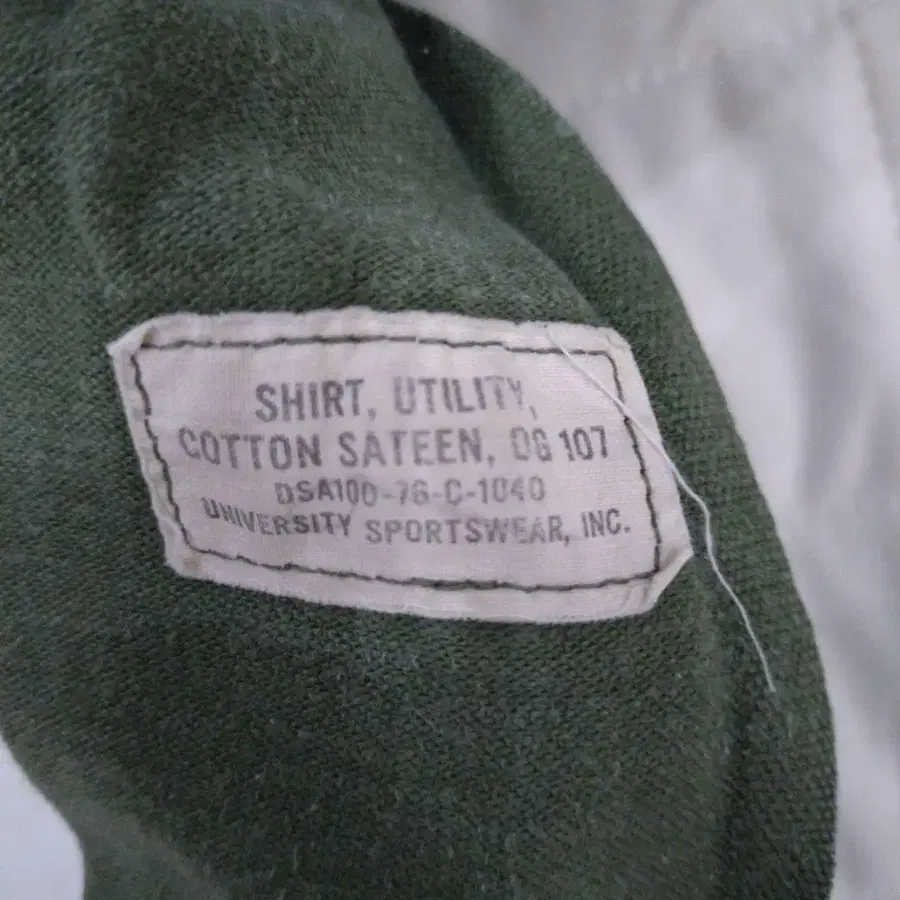 SHIRT, UTILITY,
COTTON SATEEN, OG 107
DSA100-76-C-1040
UNIVERSITY SPORTSWEAR, INC.